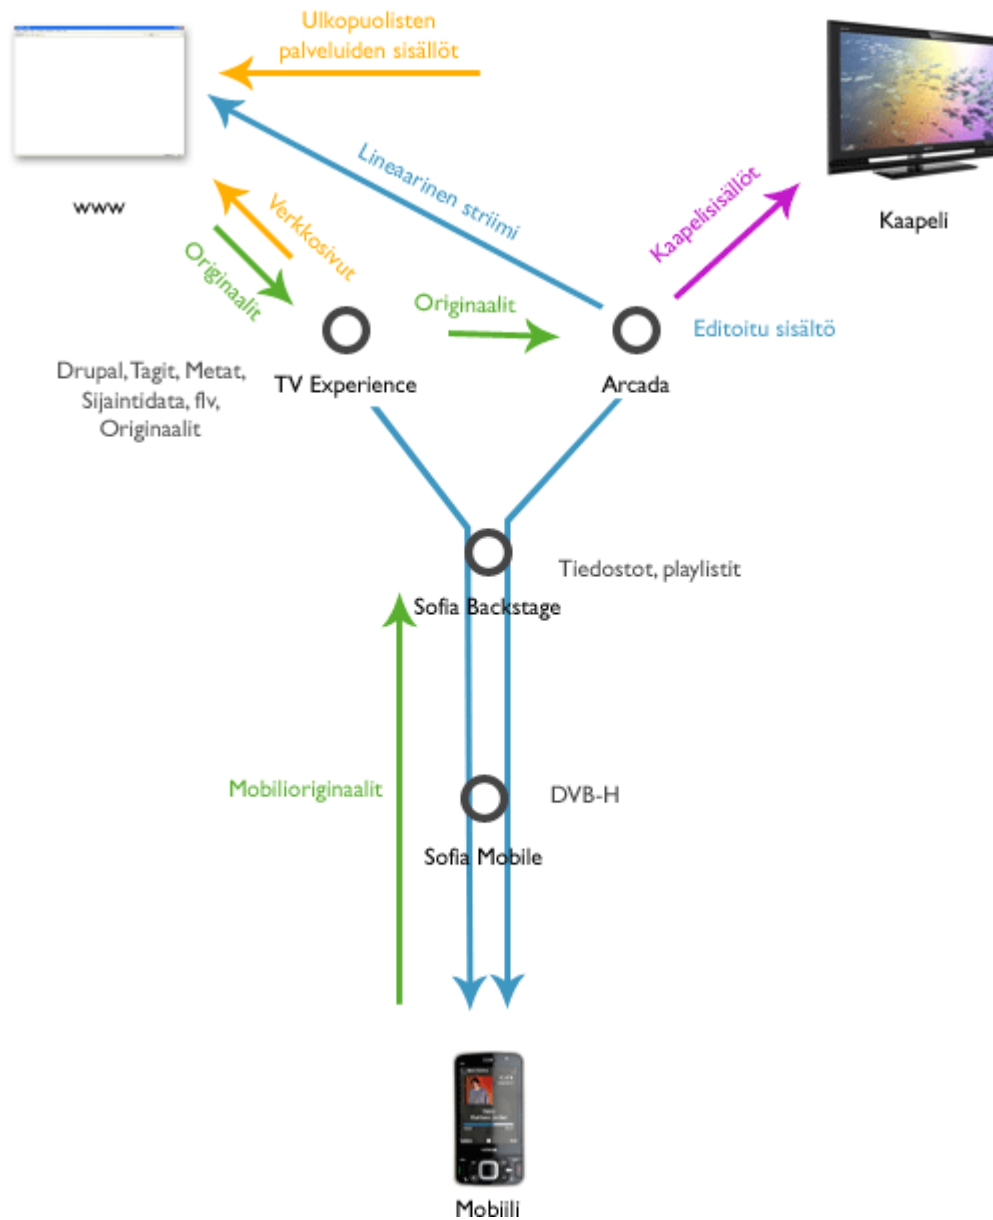 Ulkopuolisten
palveluiden sisällöt
Lineaarinen striimi
Kaapelisisällöt
www
Kaapeli
Verkkosivut
Originaalit
Originaalit
Editoitu sisältö
Drupal, Tagit, Metat,
Sijaintidata, flv,
Originaalit
TV Experience
Arcada
Tiedostot, playlistit
Sofia Backstage
Mobilioriginaalit
DVB-H
Sofia Mobile
Mobiili